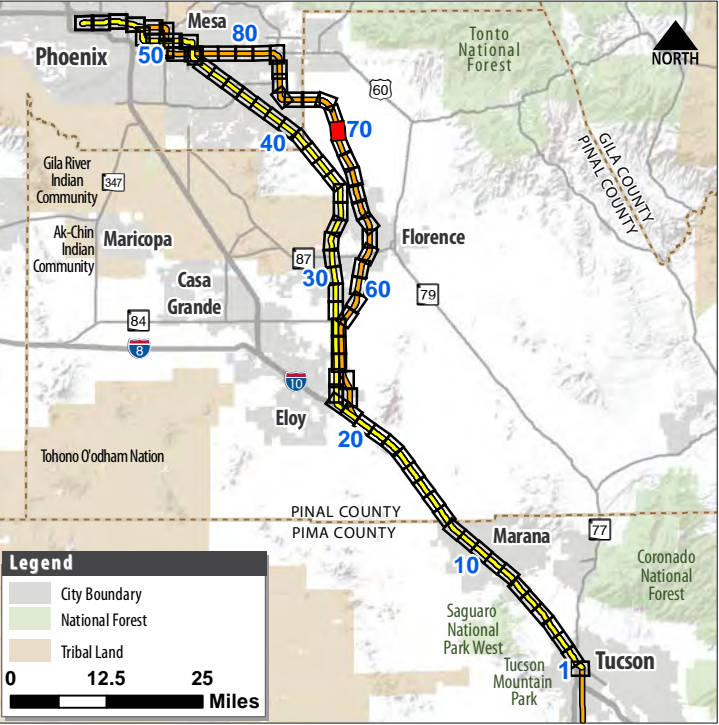 Mesa
80
Phoenix
50
Tonto
National
Forest
NORTH
60
70
40
GILA COUNTY
PINAL COUNTY
Gila River
Indian
Community
347
Ak-Chin
Indian
Community
Maricopa
Florence
87
30
Casa
Grande
60
79
84
8
10
Eloy
20
Tohono O'odham Nation
PINAL COUNTY
PIMA COUNTY
Marana
77
10
Coronado
National
Forest
Saguaro
National
Park West
Tucson
Mountain
Park
1
Tucson
Legend
City Boundary
National Forest
Tribal Land
0 12.5 25
Miles